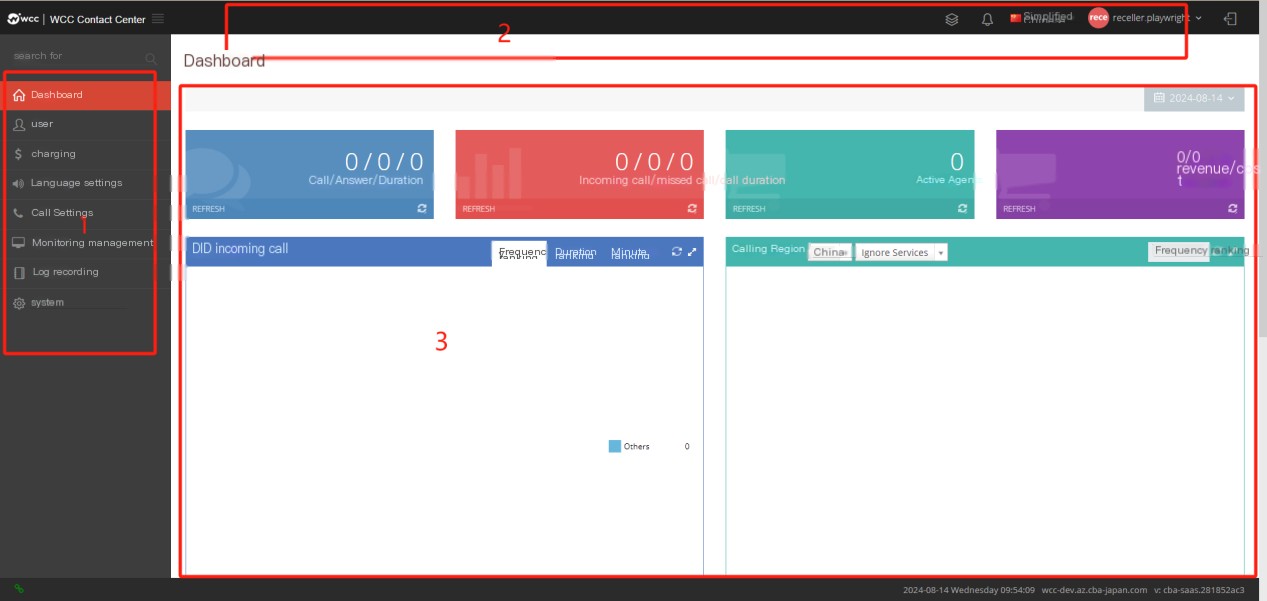 wcc | WCC Contact Center
Simplified
rece
receller.playwright
2
search for
Dashboard
Dashboard
user
charging
Language settings
Call Settings
1
Monitoring management
Log recording
system
2024-08-14
0/0/0
Call/Answer/Duration
REFRESH
0/0/0
Incoming call/missed call/call duration
REFRESH
0
Active Agen
REFRESH
0/0
revenue/cos
t
REFRESH
DID incoming call
Frequenc
ranking
Duration
ranking
Minute
ranking
Calling Region
China
Ignore Services
Frequency ranking
3
Others 0
2024-08-14 Wednesday 09:54:09 wcc-dev.az.cba-japan.com v: cba-saas.281852ac3